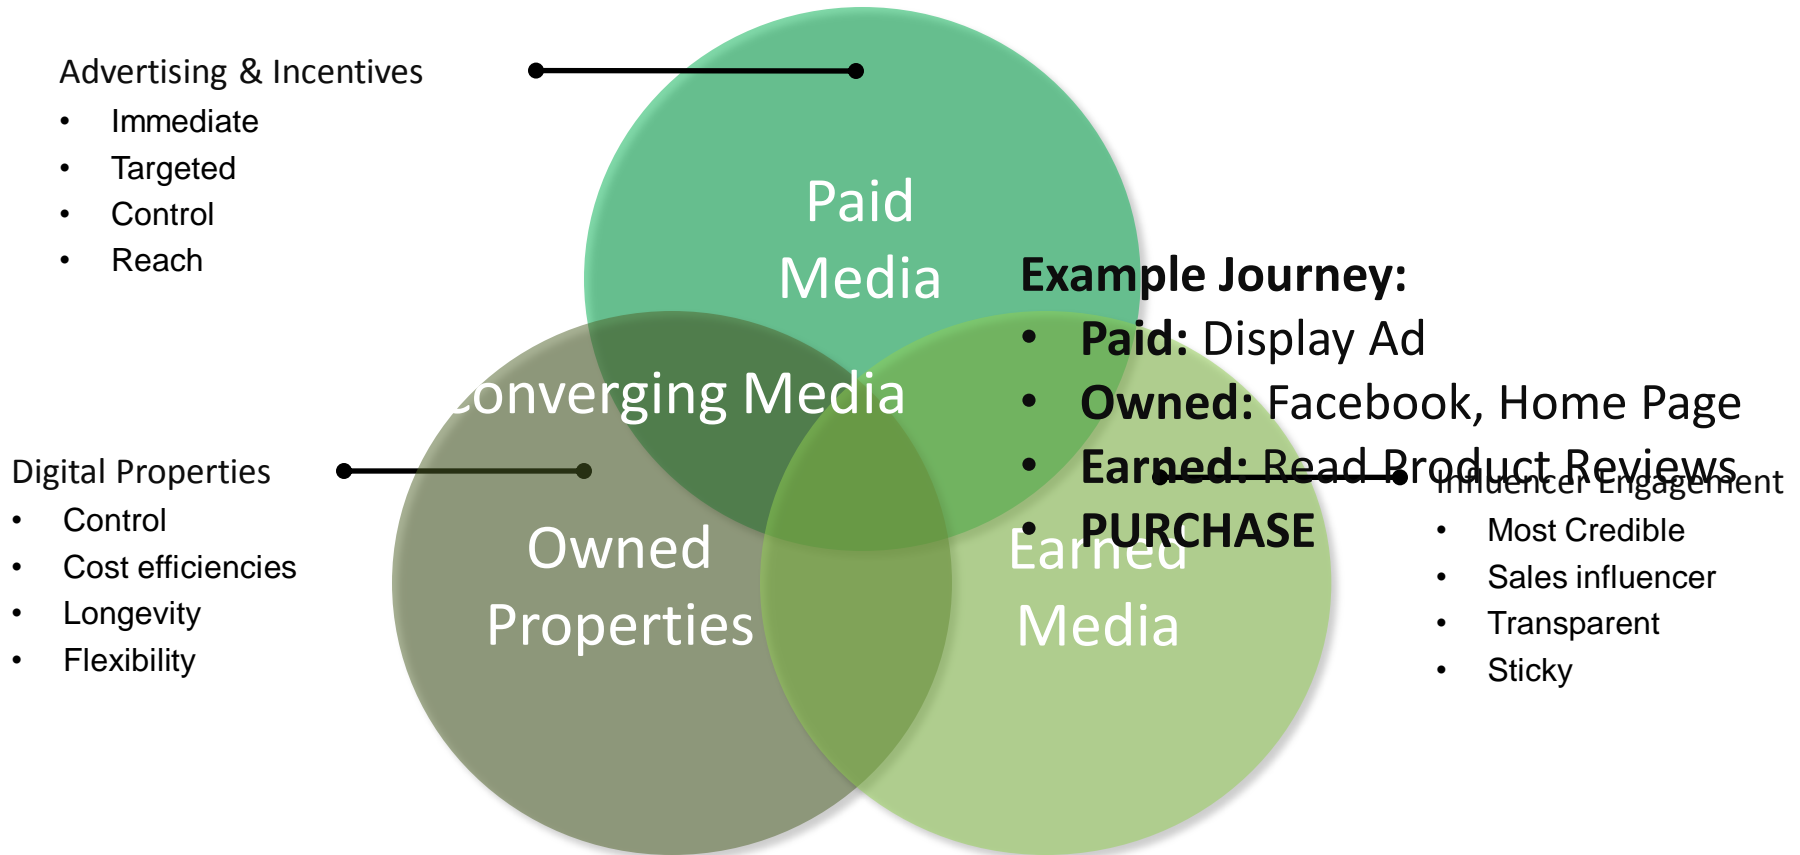 Advertising & Incentives
• Immediate
• Targeted
• Control
• Reach
Paid
Media
Example Journey:
• Paid: Display Ad
• Owned: Facebook, Home Page
• Earned: Read Product Reviews
• PURCHASE
Converging Media
Digital Properties
• Control
• Cost efficiencies
• Longevity
• Flexibility
Owned
Properties
Earned
Media
Influencer Engagement
• Most Credible
• Sales influencer
• Transparent
• Sticky